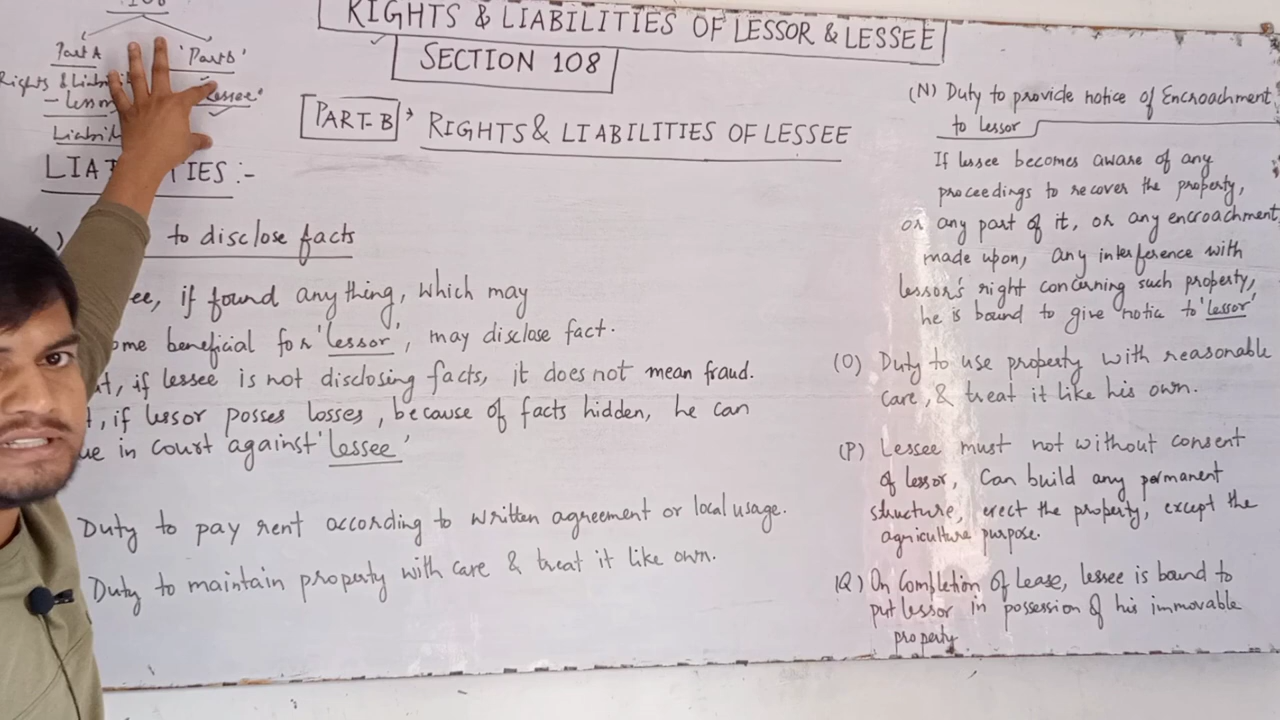 108
RIGHTS & LIABILITIES OF LESSOR & LESSEE
SECTION 108
Part A
'PartB'
Rights &
- lessor
lessee'
PART-B
RIGHTS & LIABILITIES OF LESSEE
LIABILITIES :-
) to disclose facts
if found anything, which may
beneficial for 'lessor', may disclose fact.
if lessee is not disclosing facts, it does not mean fraud.
, if lessor posses losses, because of facts hidden, he can
in court against 'lessee'
Duty to pay rent according to written agreement or local usage.
Duty to maintain property with care & treat it like own.
(N) Duty to provide notice of Encroachment
to lessor
If lessee becomes aware of any
proceedings to recover the property,
or any part of it, or any encroachment
made upon, any interference with
lessor's right concerning such property,
he is bound to give notic to 'lessor'
(O) Duty to use property with reasonable
care, & treat it like his own.
(P) Lessee must not without consent
of lessor, Can build any permanent
structure, erect the property, except the
agriculture purpose.
(Q) On Completion of Lease, lessee is bound to
put lessor in possession of his immovable
property.